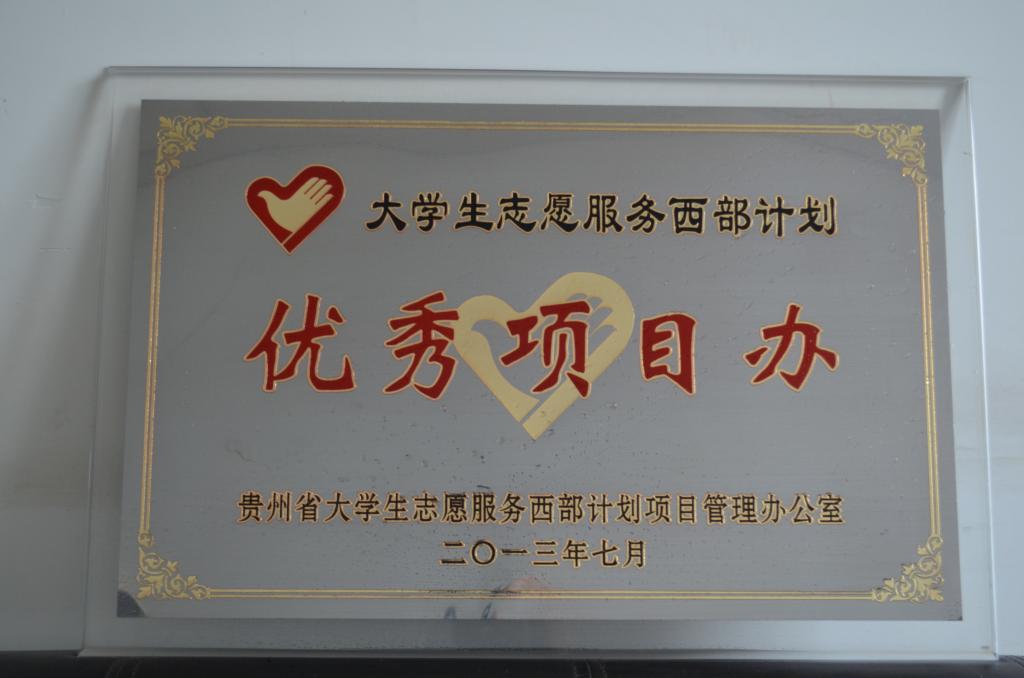 大学生志愿服务西部计划
优秀项目办
贵州省大学生志愿服务西部计划项目管理办公室
二〇一三年七月